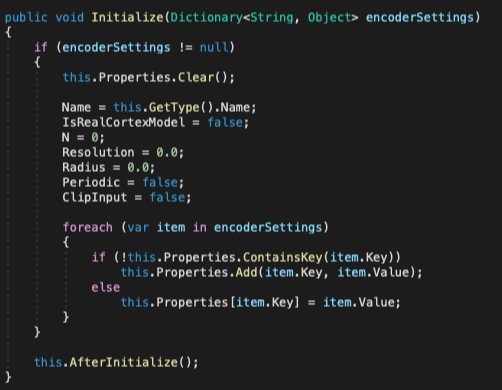 public void Initialize(Dictionary<String, Object> encoderSettings)
{
    if (encoderSettings != null)
    {
        this.Properties.Clear();

        Name = this.GetType().Name;
        IsRealCortexModel = false;
        N = 0;
        Resolution = 0.0;
        Radius = 0.0;
        Periodic = false;
        ClipInput = false;

        foreach (var item in encoderSettings)
        {
            if (!this.Properties.ContainsKey(item.Key))
                this.Properties.Add(item.Key, item.Value);
            else
                this.Properties[item.Key] = item.Value;
        }
    }

    this.AfterInitialize();
}